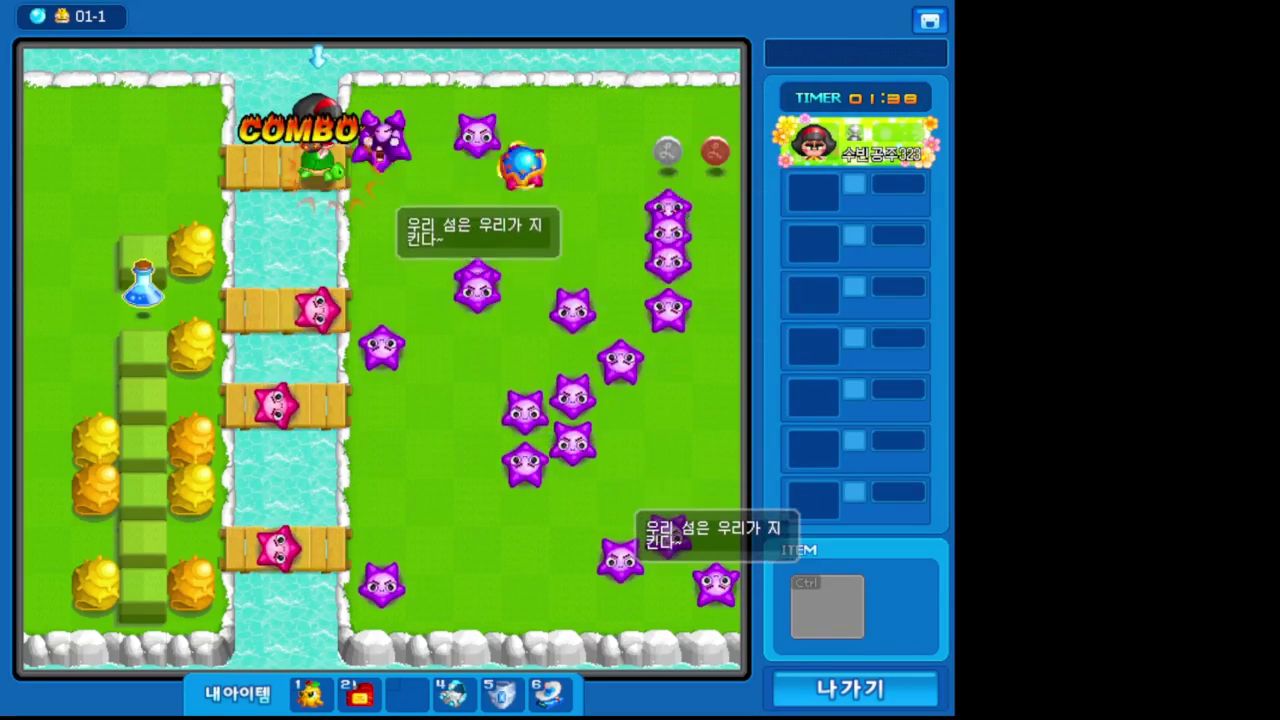 01-1
TIMER 01:38
COMBO
수빈공주023
우리 섬은 우리가 지
킨다~
우리 섬은 우리가 지
킨다~
ITEM
Ctrl
내아이템
1
2
4
5
6
나가기